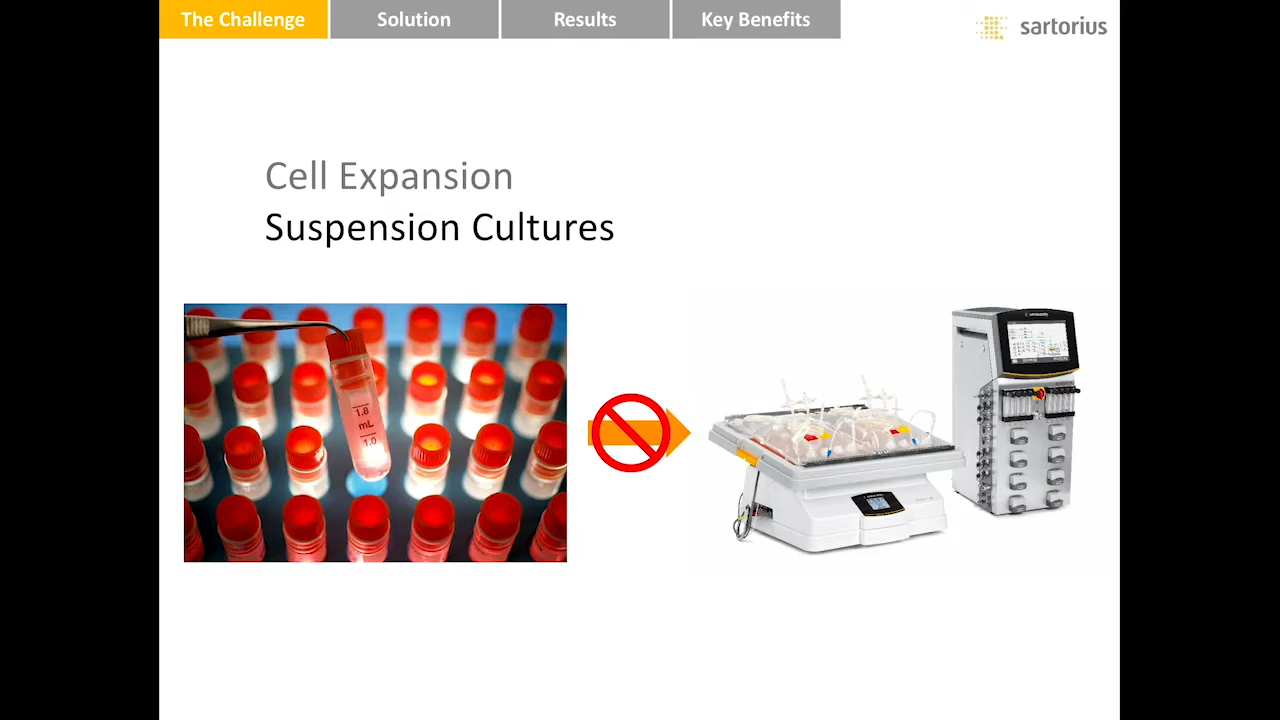 The Challenge
Solution
Results
Key Benefits
sartorius
Cell Expansion
Suspension Cultures
1.8
mL
1.0